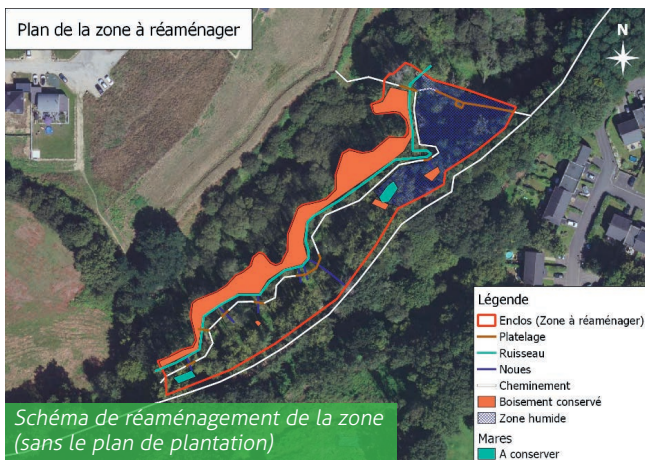 Plan de la zone à réaménager
N
Légende
Enclos (Zone à réaménager)
Platelage
Ruisseau
Noues
Cheminement
Boisement conservé
Zone humide
Mares
A conserver
Schéma de réaménagement de la zone
(sans le plan de plantation)